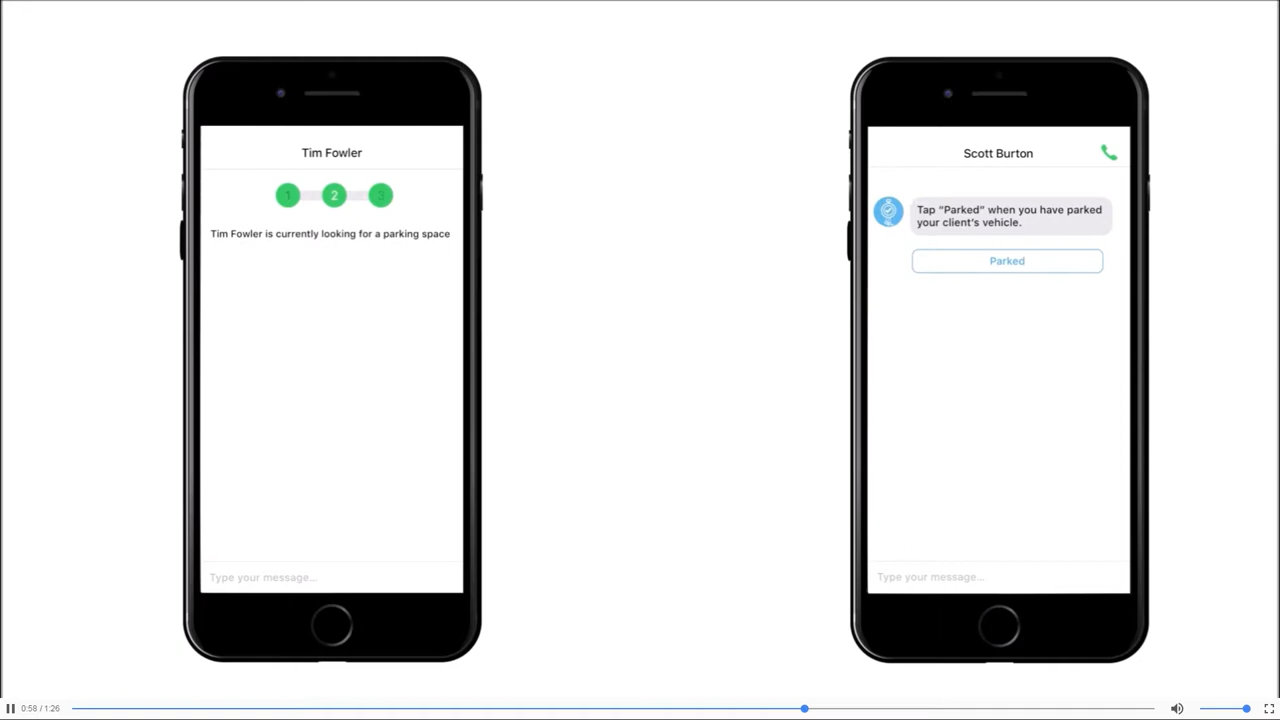 Tim Fowler
1 2 3
Tim Fowler is currently looking for a parking space
Type your message...
Scott Burton
Tap “Parked” when you have parked
your client's vehicle.
Parked
Type your message...
0:58 / 1:26